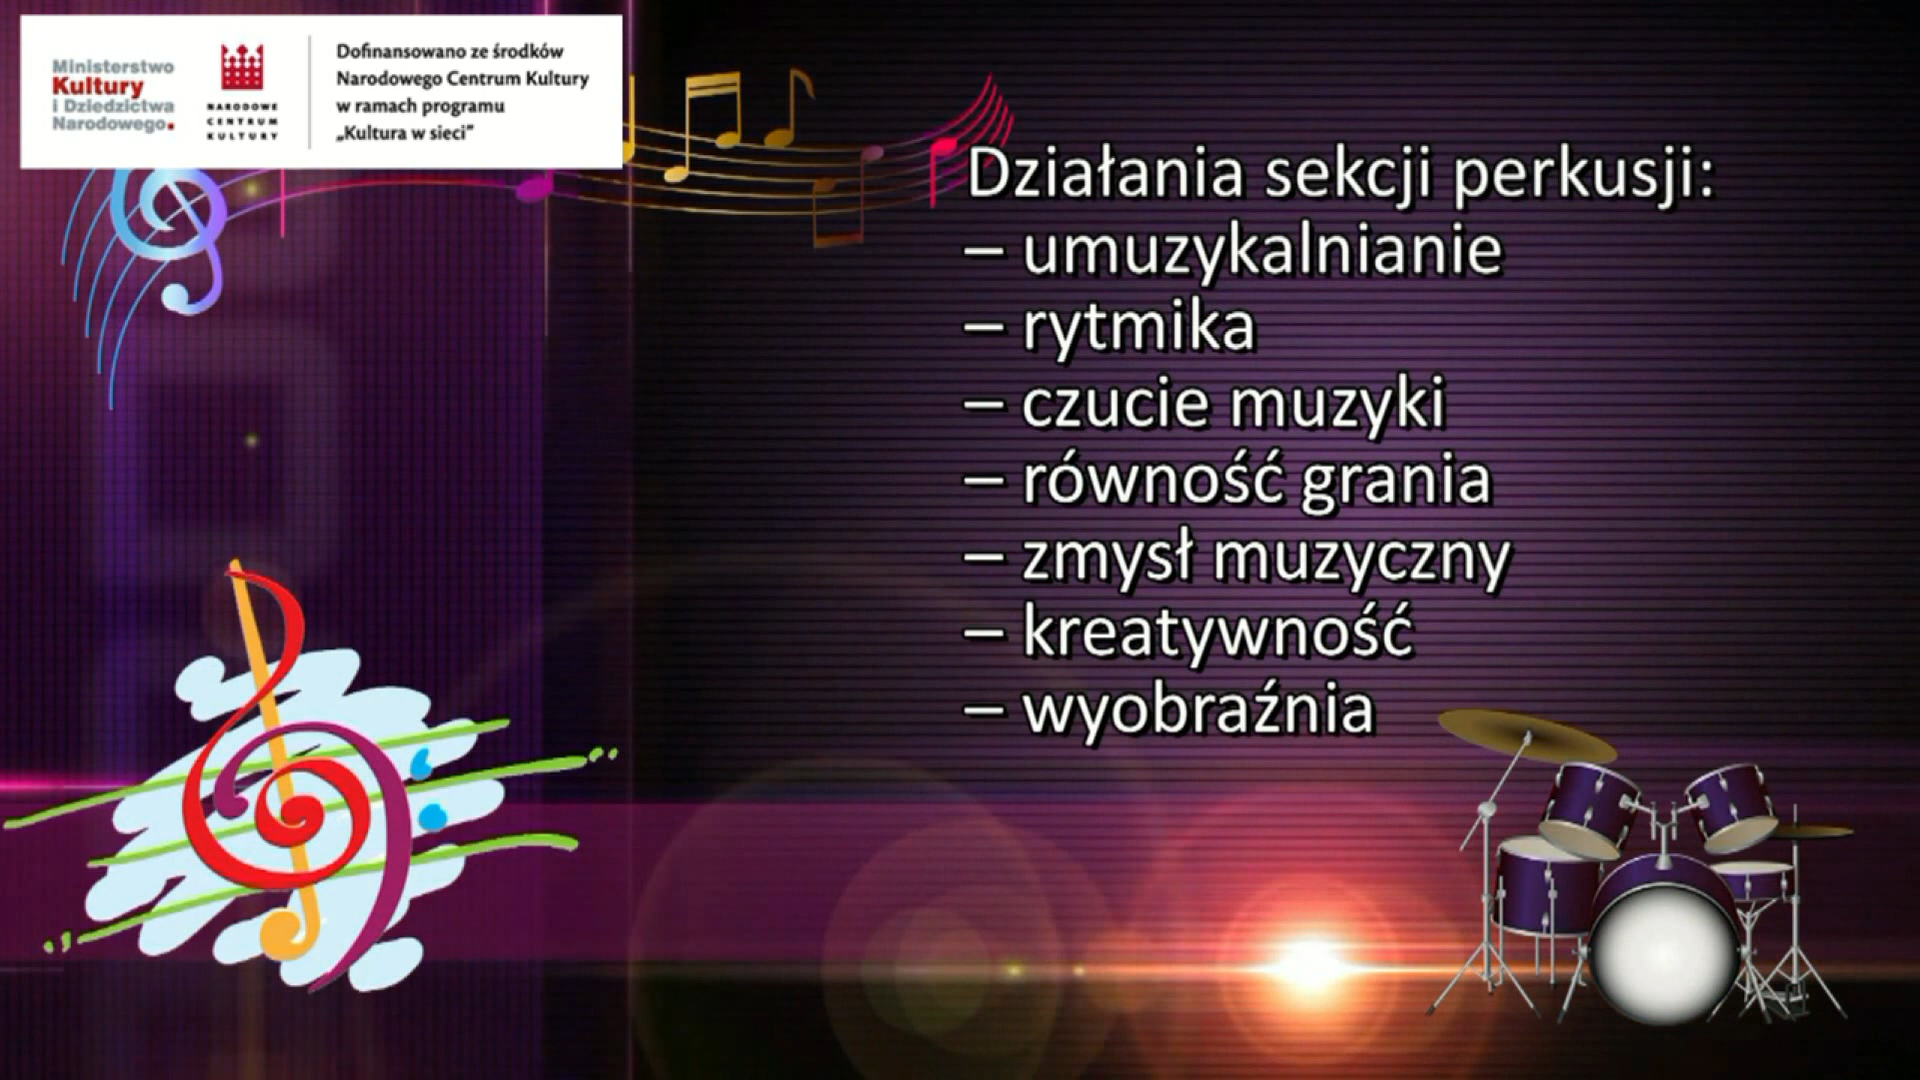 Ministerstwo
Kultury
i Dziedzictwa
Narodowego.
NARODOWE
CENTRUM
KULTURY
Dofinansowano ze środków
Narodowego Centrum Kultury
w ramach programu
„Kultura w sieci”
Działania sekcji perkusji:
– umuzykalnianie
– rytmika
– czucie muzyki
– równość grania
– zmysł muzyczny
– kreatywność
– wyobraźnia